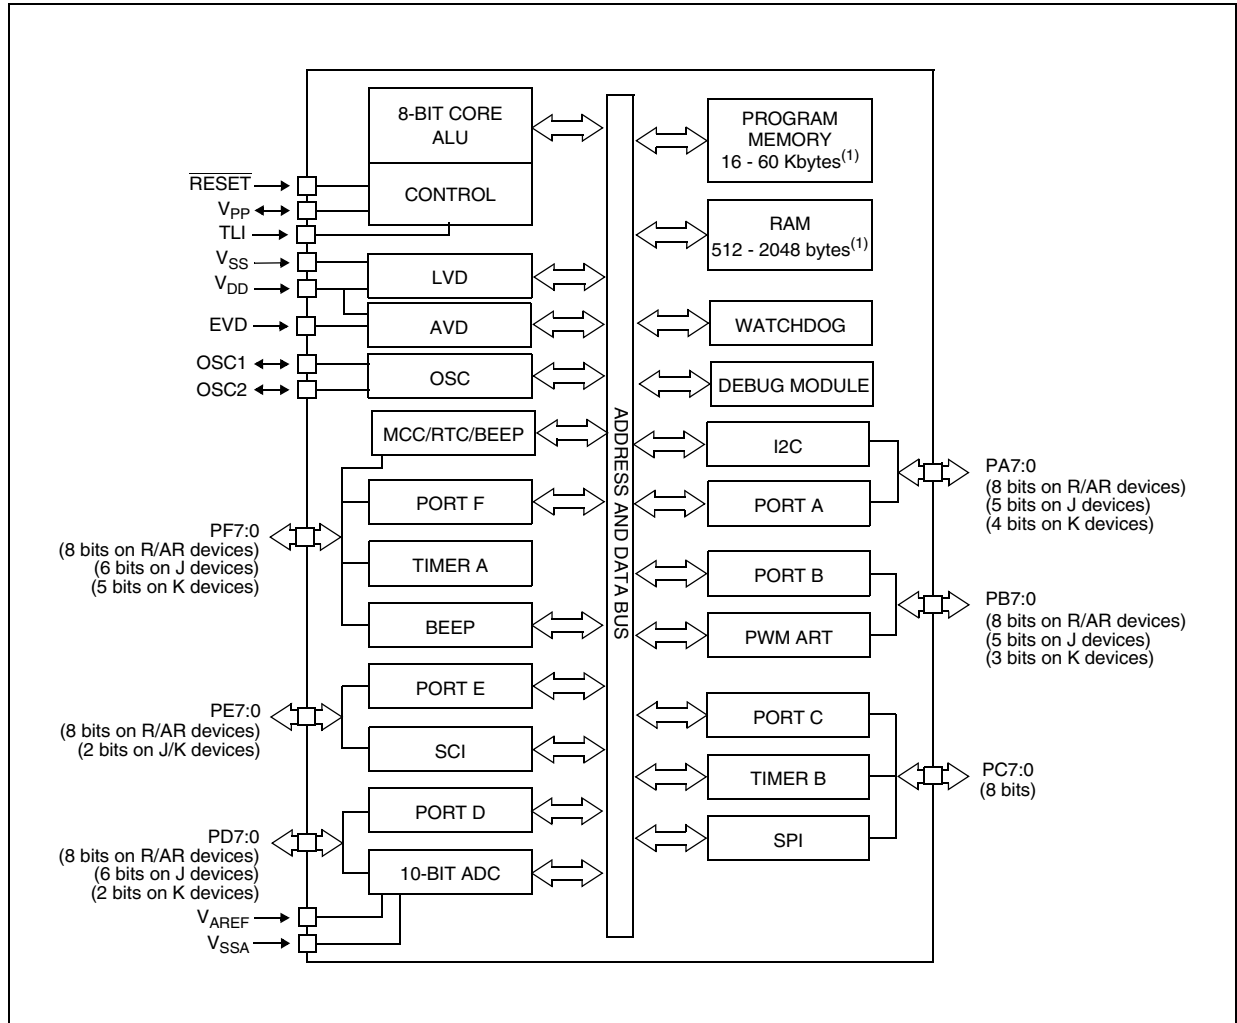 8-BIT CORE
ALU
CONTROL
RESET
VPP
TLI
VSS
VDD
EVD
OSC1
OSC2
LVD
AVD
OSC
MCC/RTC/BEEP
PORT F
TIMER A
BEEP
PF7:0
(8 bits on R/AR devices)
(6 bits on J devices)
(5 bits on K devices)
PORT E
SCI
PE7:0
(8 bits on R/AR devices)
(2 bits on J/K devices)
PORT D
10-BIT ADC
PD7:0
(8 bits on R/AR devices)
(6 bits on J devices)
(2 bits on K devices)
VAREF
VSSA
ADDRESS AND DATA BUS
PROGRAM
MEMORY
16 - 60 Kbytes(1)
RAM
512 - 2048 bytes(1)
WATCHDOG
DEBUG MODULE
I2C
PORT A
PA7:0
(8 bits on R/AR devices)
(5 bits on J devices)
(4 bits on K devices)
PORT B
PWM ART
PB7:0
(8 bits on R/AR devices)
(5 bits on J devices)
(3 bits on K devices)
PORT C
TIMER B
SPI
PC7:0
(8 bits)